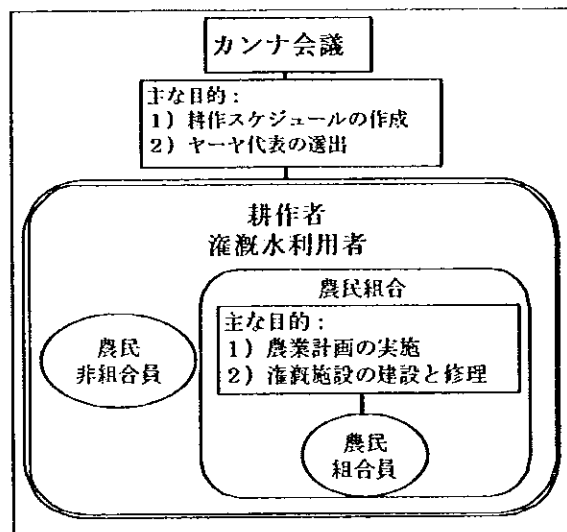 カンナ会議
主な目的：
1）耕作スケジュールの作成
2）ヤーヤ代表の選出
耕作者
灌漑水利用者
農民組合
主な目的：
1）農業計画の実施
2）灌漑施設の建設と修理
農民
非組合員
農民
組合員